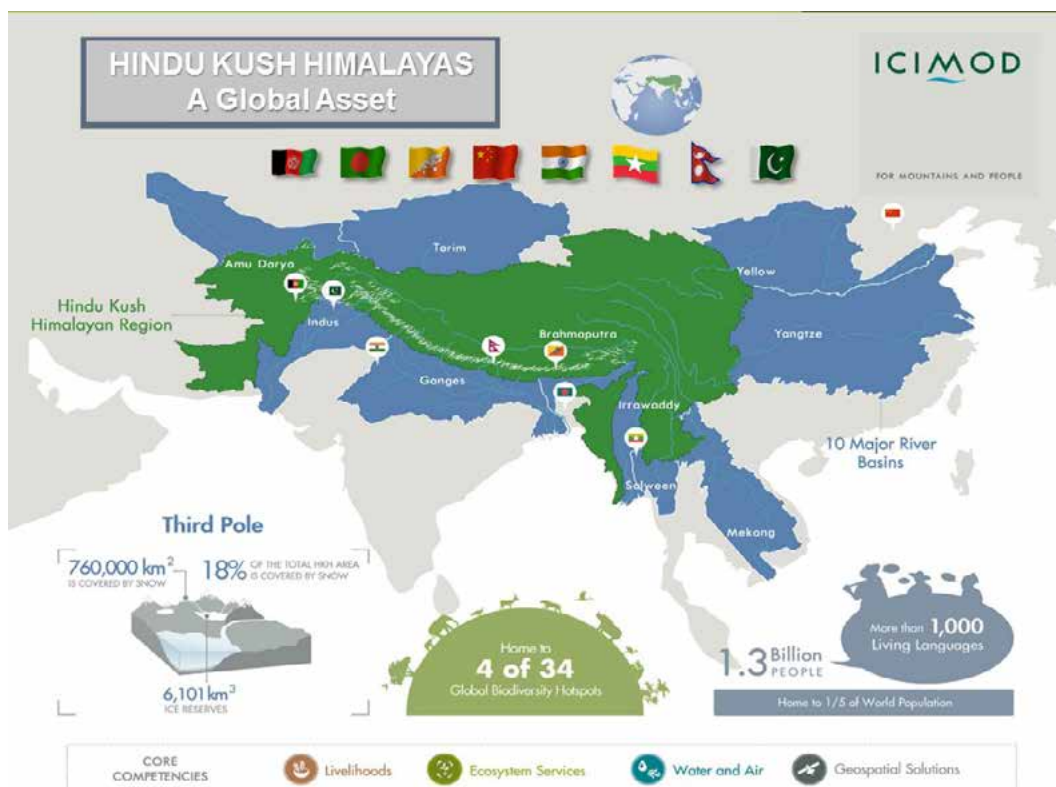 HINDU KUSH HIMALAYAS
A Global Asset
ICIMOD
FOR MOUNTAINS AND PEOPLE
Tarim
Amu Darya
Yellow
Hindu Kush
Himalayan Region
Indus
Brahmaputra
Yangtze
Ganges
Irrawaddy
10 Major River
Basins
Salween
Mekong
Third Pole
760,000 km²
IS COVERED BY SNOW
18% OF THE TOTAL HKH AREA
IS COVERED BY SNOW
6,101 km³
ICE RESERVES
Home to
4 of 34
Global Biodiversity Hotspots
More than 1,000
Living Languages
1.3 Billion
PEOPLE
Home to 1/5 of World Population
CORE
COMPETENCIES
Livelihoods
Ecosystem Services
Water and Air
Geospatial Solutions